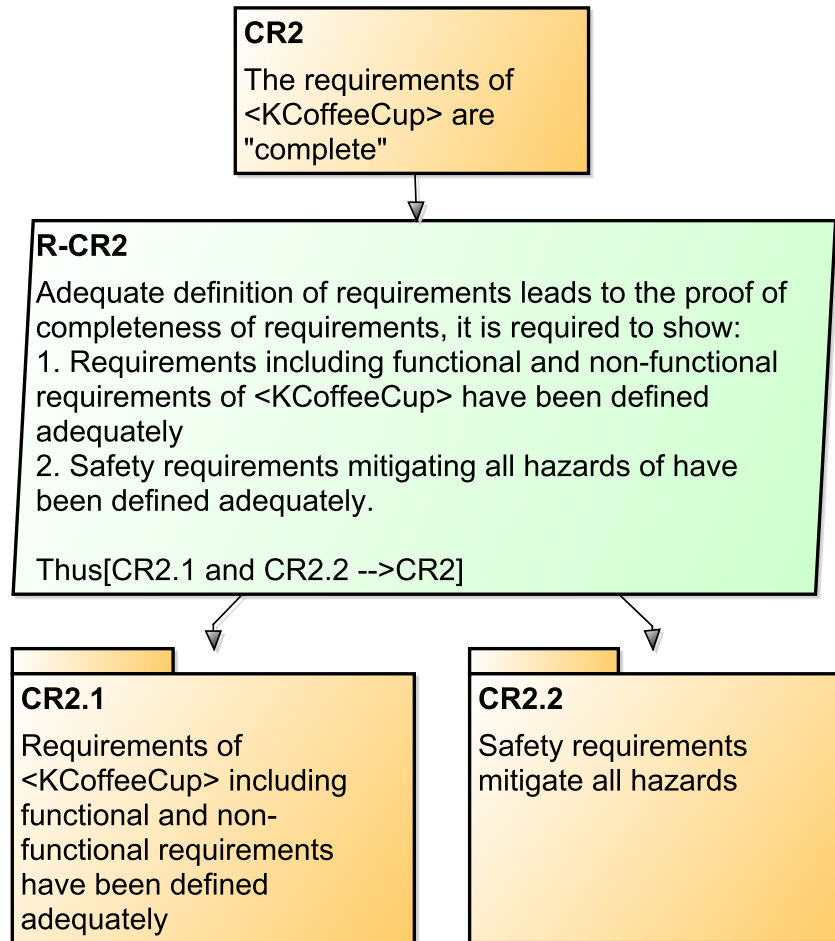 CR2
The requirements of
<KCoffeeCup> are
"complete"
R-CR2
Adequate definition of requirements leads to the proof of
completeness of requirements, it is required to show:
1. Requirements including functional and non-functional
requirements of <KCoffeeCup> have been defined
adequately
2. Safety requirements mitigating all hazards of have
been defined adequately.
Thus[CR2.1 and CR2.2 -->CR2]
CR2.1
Requirements of
<KCoffeeCup> including
functional and non-
functional requirements
have been defined
adequately
CR2.2
Safety requirements
mitigate all hazards